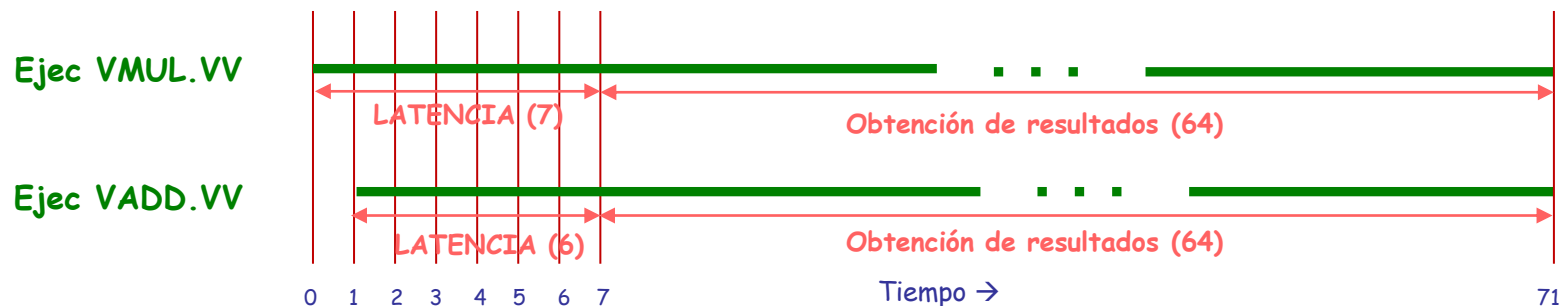 Ejec VMUL.VV
LATENCIA (7)
Obtención de resultados (64)
Ejec VADD.VV
LATENCIA (6)
Obtención de resultados (64)
Tiempo →
0 1 2 3 4 5 6 7 71